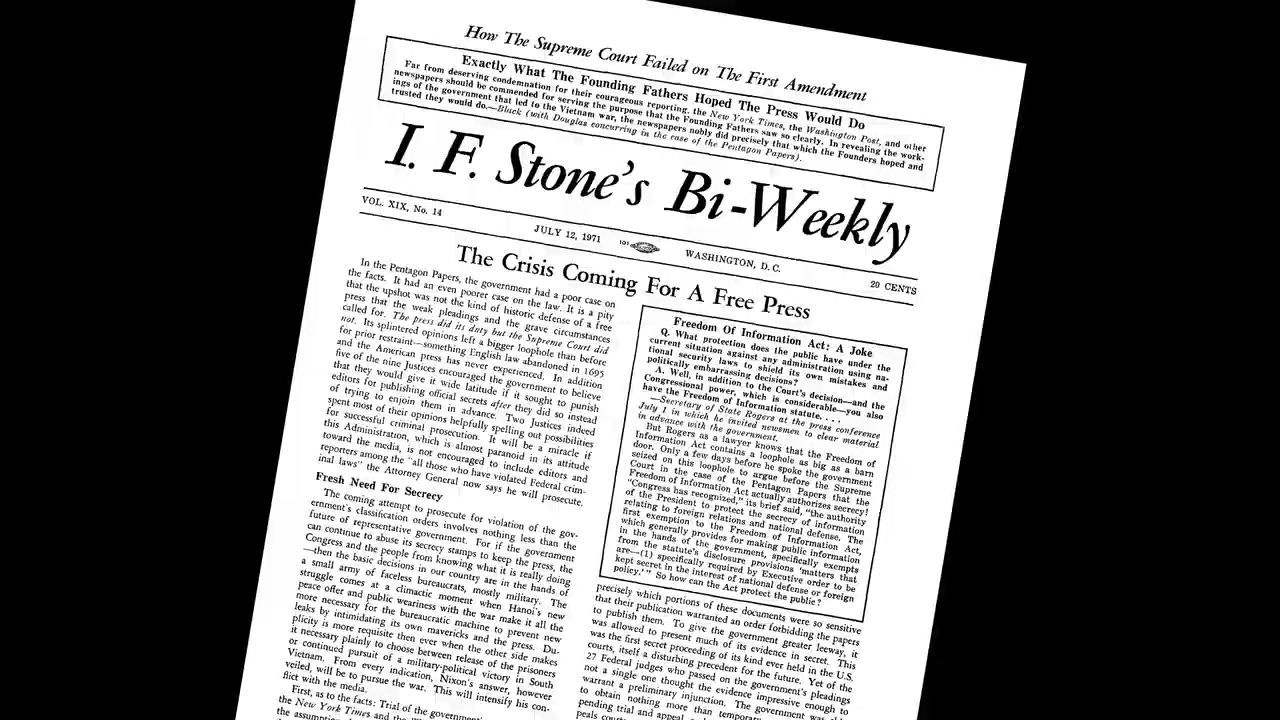 How The Supreme Court Failed on The First Amendment
Exactly What The Founding Fathers Hoped The Press Would Do
Far from deserving condemnation for their courageous reporting, the New York Times, the Washington Post, and other
newspapers should be commended for serving the purpose that the Founding Fathers saw so clearly. In revealing the work-
ings of the government that led to the Vietnam war, the newspapers nobly did precisely that which the Founders hoped and
trusted they would do.—Black (with Douglas concurring in the case of the Pentagon Papers).
I. F. Stone's Bi-Weekly
VOL. XIX, No. 14
JULY 12, 1971
101
WASHINGTON, D. C.
20 CENTS
The Crisis Coming For A Free Press
In the Pentagon Papers, the government had a poor case on
the facts. It had an even poorer case on the law. It is a pity
that the upshot was not the kind of historic defense of a free
press that the weak pleadings and the grave circumstances
called for. The press did its duty but the Supreme Court did
not. Its splintered opinions left a bigger loophole than before
for prior restraint—something English law abandoned in 1695
and the American press has never experienced. In addition
five of the nine Justices encouraged the government to believe
that they would give it wide latitude if it sought to punish
editors for publishing official secrets after they did so instead
of trying to enjoin them in advance. Two Justices indeed
spent most of their opinions helpfully spelling out possibilities
for successful criminal prosecution. It will be a miracle if
this Administration, which is almost paranoid in its attitude
toward the media, is not encouraged to include editors and
reporters among the "all those who have violated Federal crim-
inal laws" the Attorney General now says he will prosecute.
Fresh Need For Secrecy
The coming attempt to prosecute for violation of the gov-
ernment's classification orders involves nothing less than the
future of representative government. For if the government
can continue to abuse its secrecy stamps to keep the press, the
Congress and the people from knowing what it is really doing
—then the basic decisions in our country are in the hands of
a small army of faceless bureaucrats, mostly military. The
struggle comes at a climactic moment when Hanoi's new
peace offer and public weariness with the war make it all the
more necessary for the bureaucratic machine to prevent new
leaks by intimidating its own mavericks and the press. Du-
plicity is more requisite then ever when the other side makes
it necessary plainly to choose between release of the prisoners
or continued pursuit of a military-political victory in South
Vietnam. From every indication, Nixon's answer, however
veiled, will be to pursue the war. This will intensify his con-
flict with the media.
First, as to the facts: Trial of the government'
the New York Times and the
the assumption
Freedom Of Information Act: A Joke
Q. What protection does the public have under the
current situation against any administration using na-
tional security laws to shield its own mistakes and
politically embarrassing decisions?
A. Well, in addition to the Court's decision—and the
Congressional power, which is considerable—you also
have the Freedom of Information statute. . . .
—Secretary of State Rogers at the press conference
July 1 in which he invited newsmen to clear material
in advance with the government.
But Rogers as a lawyer knows that the Freedom of
Information Act contains a loophole as big as a barn
door. Only a few days before he spoke the government
seized on this loophole to argue before the Supreme
Court in the case of the Pentagon Papers that the
Freedom of Information Act actually authorizes secrecy!
"Congress has recognized," its brief said, "the authority
of the President to protect the secrecy of information
relating to foreign relations and national defense. The
first exemption to the Freedom of Information Act,
which generally provides for making public information
in the hands of the government, specifically exempts
from the statute's disclosure provisions 'matters that
are—(1) specifically required by Executive order to be
kept secret in the interest of national defense or foreign
policy.' " So how can the Act protect the public?
precisely which portions of these documents were so sensitive
that their publication warranted an order forbidding the papers
to publish them. To give the government greater leeway, it
was allowed to present much of its evidence in secret. This
was the first secret proceeding of its kind ever held in the U.S.
courts, itself a disturbing precedent for the future. Yet of the
27 Federal judges who passed on the government's pleadings
not a single one thought the evidence impressive enough to
warrant a preliminary injunction. The government was able
to obtain nothing more than temporary
pending trial and appeal
peals court